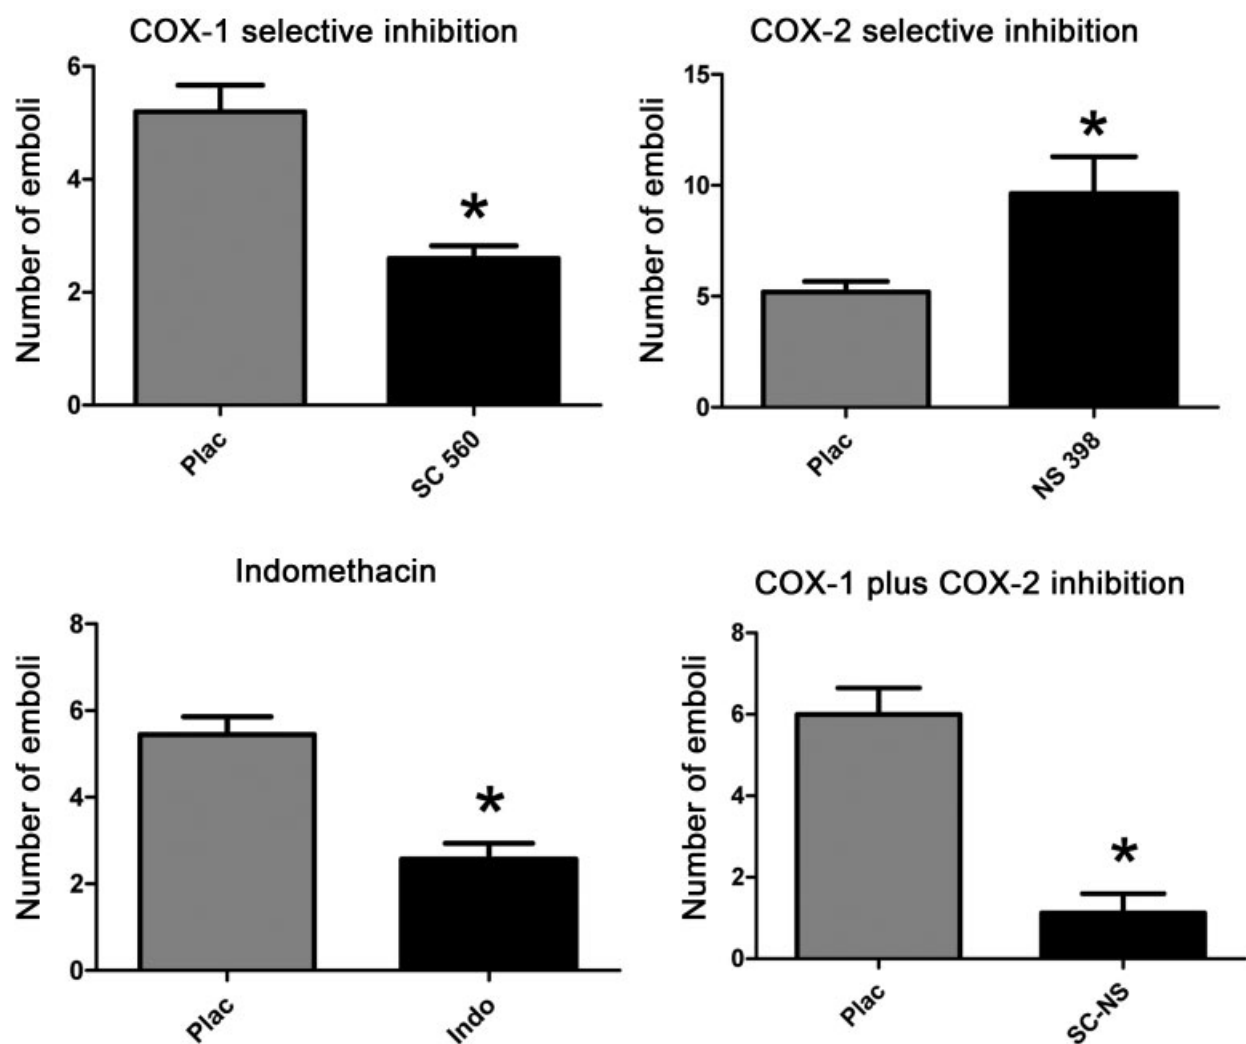 COX-1 selective inhibition
Number of emboli
6
4
2
0
*
Plac
SC 560
COX-2 selective inhibition
Number of emboli
15
10
5
0
*
Plac
NS 398
Indomethacin
Number of emboli
8
6
4
2
0
*
Plac
Indo
COX-1 plus COX-2 inhibition
Number of emboli
8
6
4
2
0
*
Plac
SC-NS